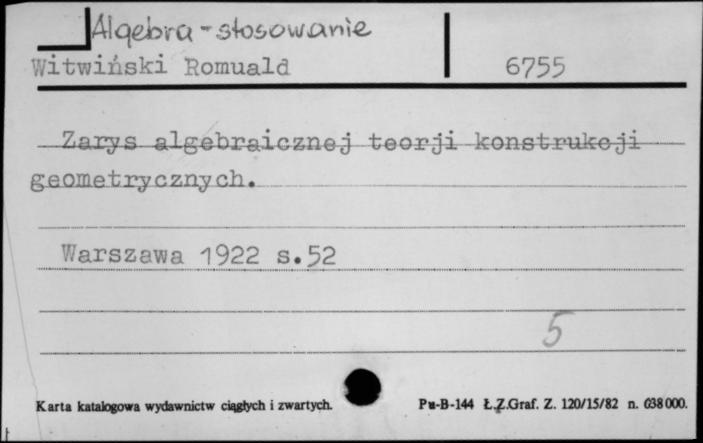 Algebra - stosowanie
Witwiński Romuald 6755
Zarys algebraicznej teorji konstrukcji
geometrycznych.
Warszawa 1922 s.52
5
Karta katalogowa wydawnictw ciągłych i zwartych. Pu-B-144 Ł.Z.Graf. Z. 120/15/82 n. 638000.